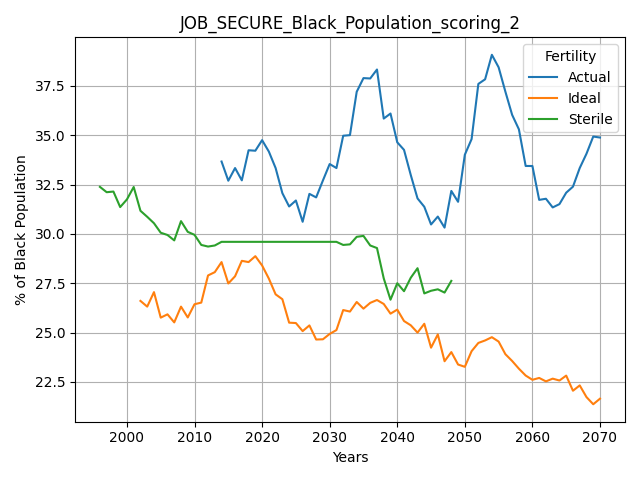 JOB_SECURE_Black_Population_scoring_2
Fertility
Actual
Ideal
Sterile
% of Black Population
37.5
35.0
32.5
30.0
27.5
25.0
22.5
2000 2010 2020 2030 2040 2050 2060 2070
Years